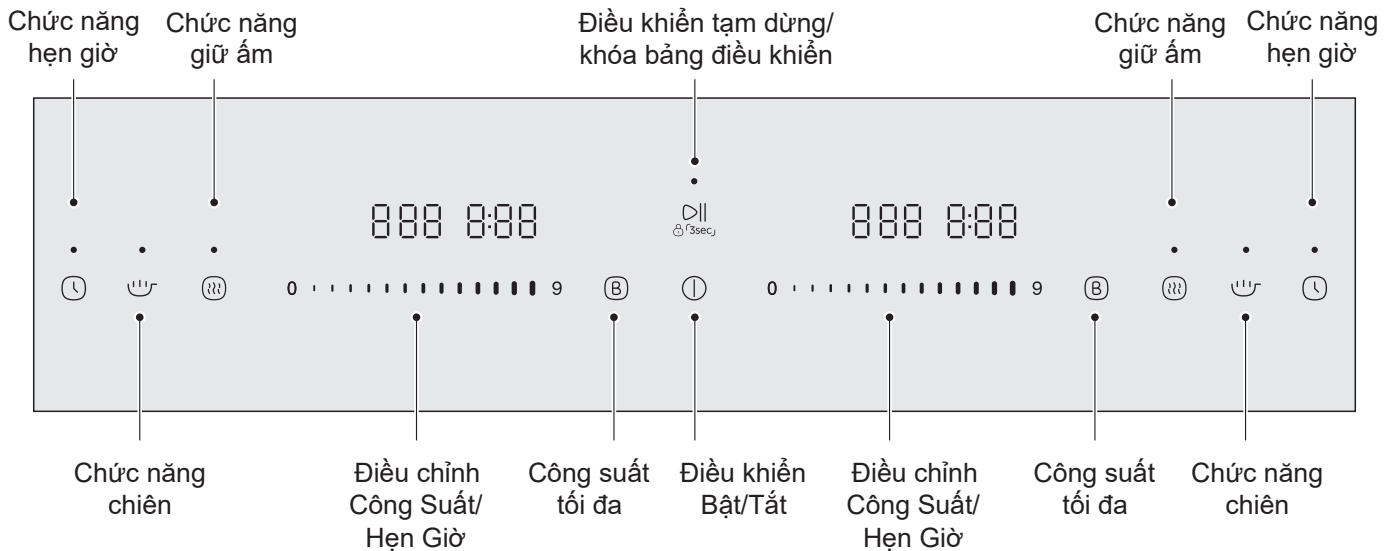 Chức năng
hẹn giờ
Chức năng
giữ ấm
Điều khiển tạm dừng/
khóa bảng điều khiển
Chức năng
giữ ấm
Chức năng
hẹn giờ
888 8:88
3sec
888 8:88
0 9
B
0 9
B
Chức năng
chiên
Điều chỉnh
Công Suất/
Hẹn Giờ
Công suất
tối đa
Điều khiển
Bật/Tắt
Điều chỉnh
Công Suất/
Hẹn Giờ
Công suất
tối đa
Chức năng
chiên